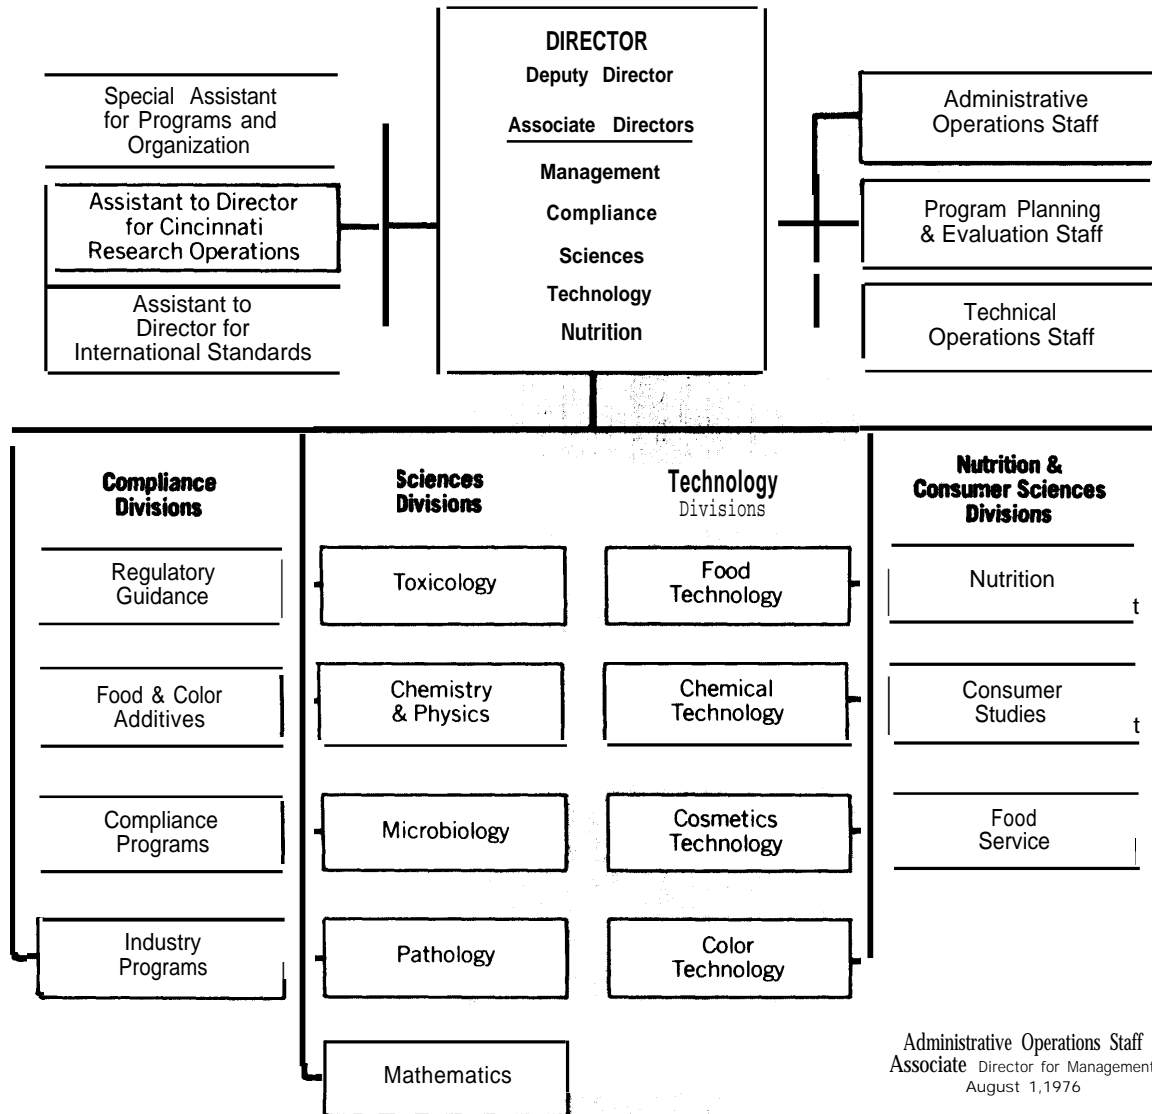 DIRECTOR
Deputy Director
Associate Directors
Management
Compliance
Sciences
Technology
Nutrition
Special Assistant
for Programs and
Organization
Assistant to Director
for Cincinnati
Research Operations
Assistant to
Director for
International Standards
Administrative
Operations Staff
Program Planning
& Evaluation Staff
Technical
Operations Staff
Compliance
Divisions
Regulatory
Guidance
Food & Color
Additives
Compliance
Programs
Industry
Programs
Sciences
Divisions
Toxicology
Chemistry
& Physics
Microbiology
Pathology
Mathematics
Technology
Divisions
Food
Technology
Chemical
Technology
Cosmetics
Technology
Color
Technology
Nutrition &
Consumer Sciences
Divisions
Nutrition
t
Consumer
Studies
t
Food
Service
Administrative Operations Staff
Associate Director for Management
August 1,1976